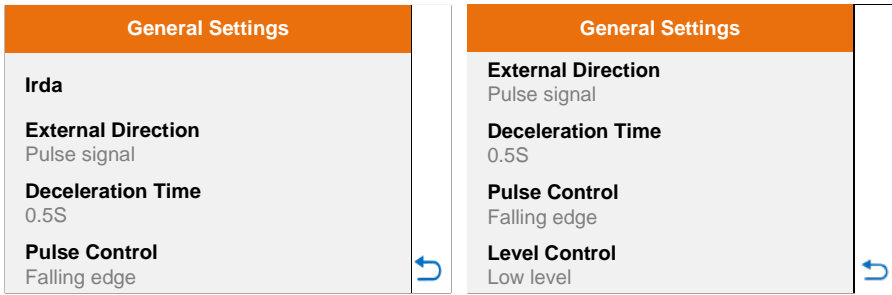 General Settings
Irda
External Direction
Pulse signal
Deceleration Time
0.5S
Pulse Control
Falling edge
General Settings
External Direction
Pulse signal
Deceleration Time
0.5S
Pulse Control
Falling edge
Level Control
Low level